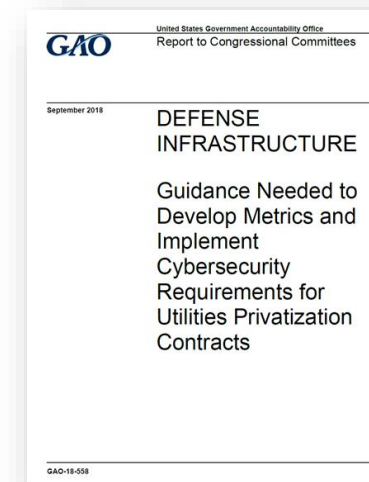 United States Government Accountability Office
GAO
Report to Congressional Committees
September 2018
DEFENSE
INFRASTRUCTURE
Guidance Needed to
Develop Metrics and
Implement
Cybersecurity
Requirements for
Utilities Privatization
Contracts
GAO-18-558